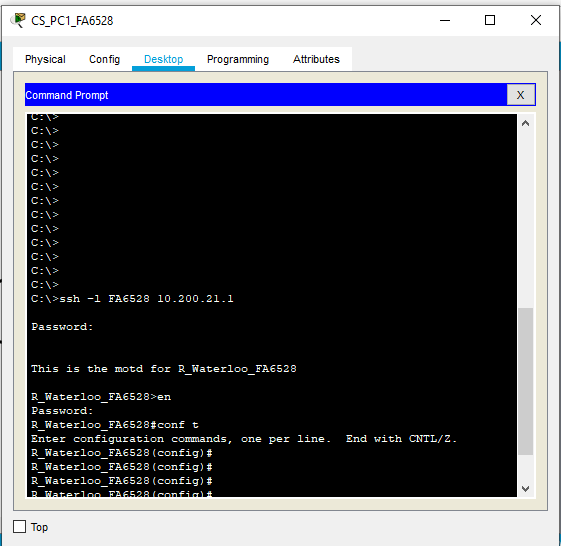 CS_PC1_FA6528
Physical Config Desktop Programming Attributes
Command Prompt X
C:\>
C:\>
C:\>
C:\>
C:\>
C:\>
C:\>
C:\>
C:\>
C:\>
C:\>
C:\>
C:\>
C:\>ssh -l FA6528 10.200.21.1
Password:
This is the motd for R_Waterloo_FA6528
R_Waterloo_FA6528>en
Password:
R_Waterloo_FA6528#conf t
Enter configuration commands, one per line.  End with CNTL/Z.
R_Waterloo_FA6528(config)#
R_Waterloo_FA6528(config)#
R_Waterloo_FA6528(config)#
R_Waterloo_FA6528(config)#
Top